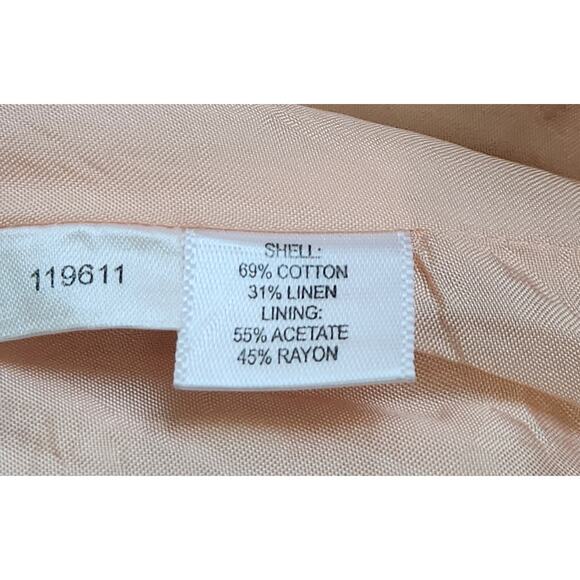 119611
SHELL:
69% COTTON
31% LINEN
LINING:
55% ACETATE
45% RAYON